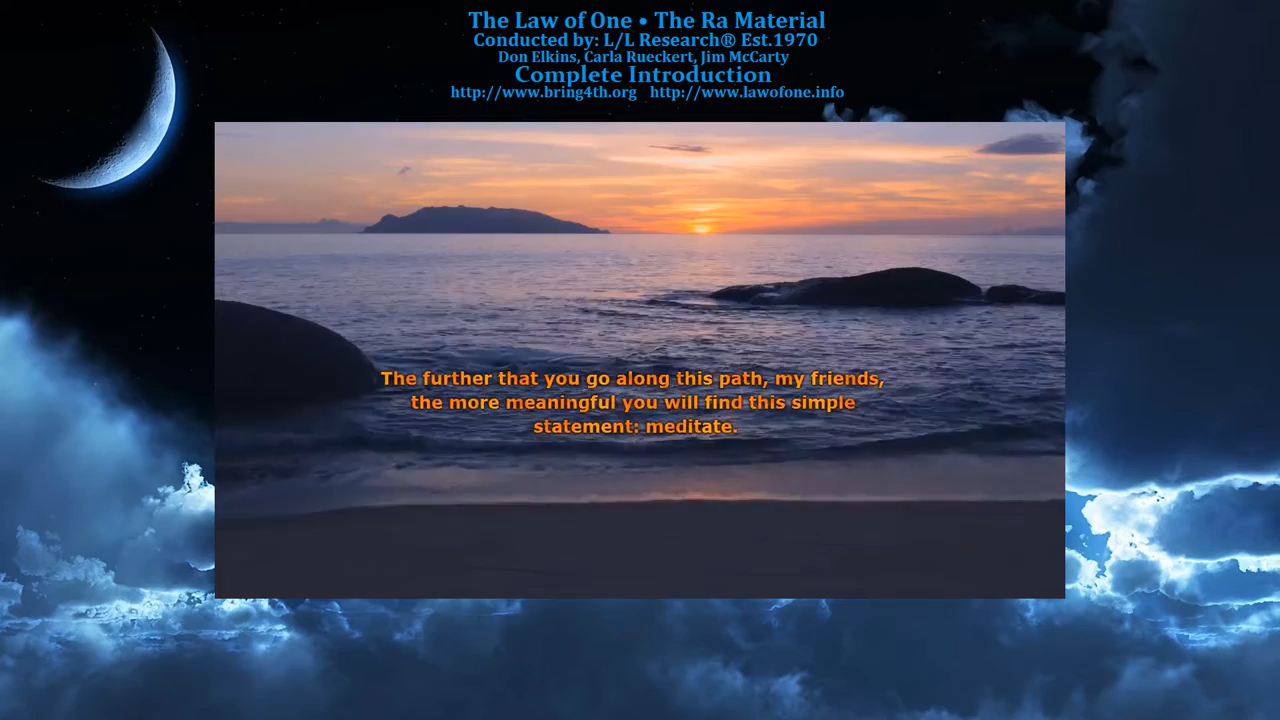 The Law of One • The Ra Material
Conducted by: L/L Research® Est.1970
Don Elkins, Carla Rueckert, Jim McCarty
Complete Introduction
http://www.bring4th.org http://www.lawofone.info
The further that you go along this path, my friends,
the more meaningful you will find this simple
statement: meditate.